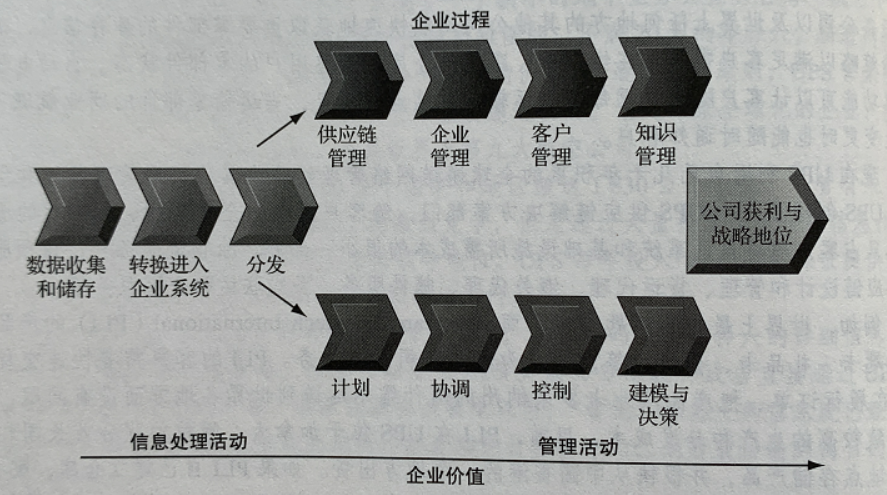 企业过程
供应链
管理
企业
管理
客户
管理
知识
管理
数据收集
和储存
转换进入
企业系统
分发
公司获利与
战略地位
计划
协调
控制
建模与
决策
信息处理活动
管理活动
企业价值